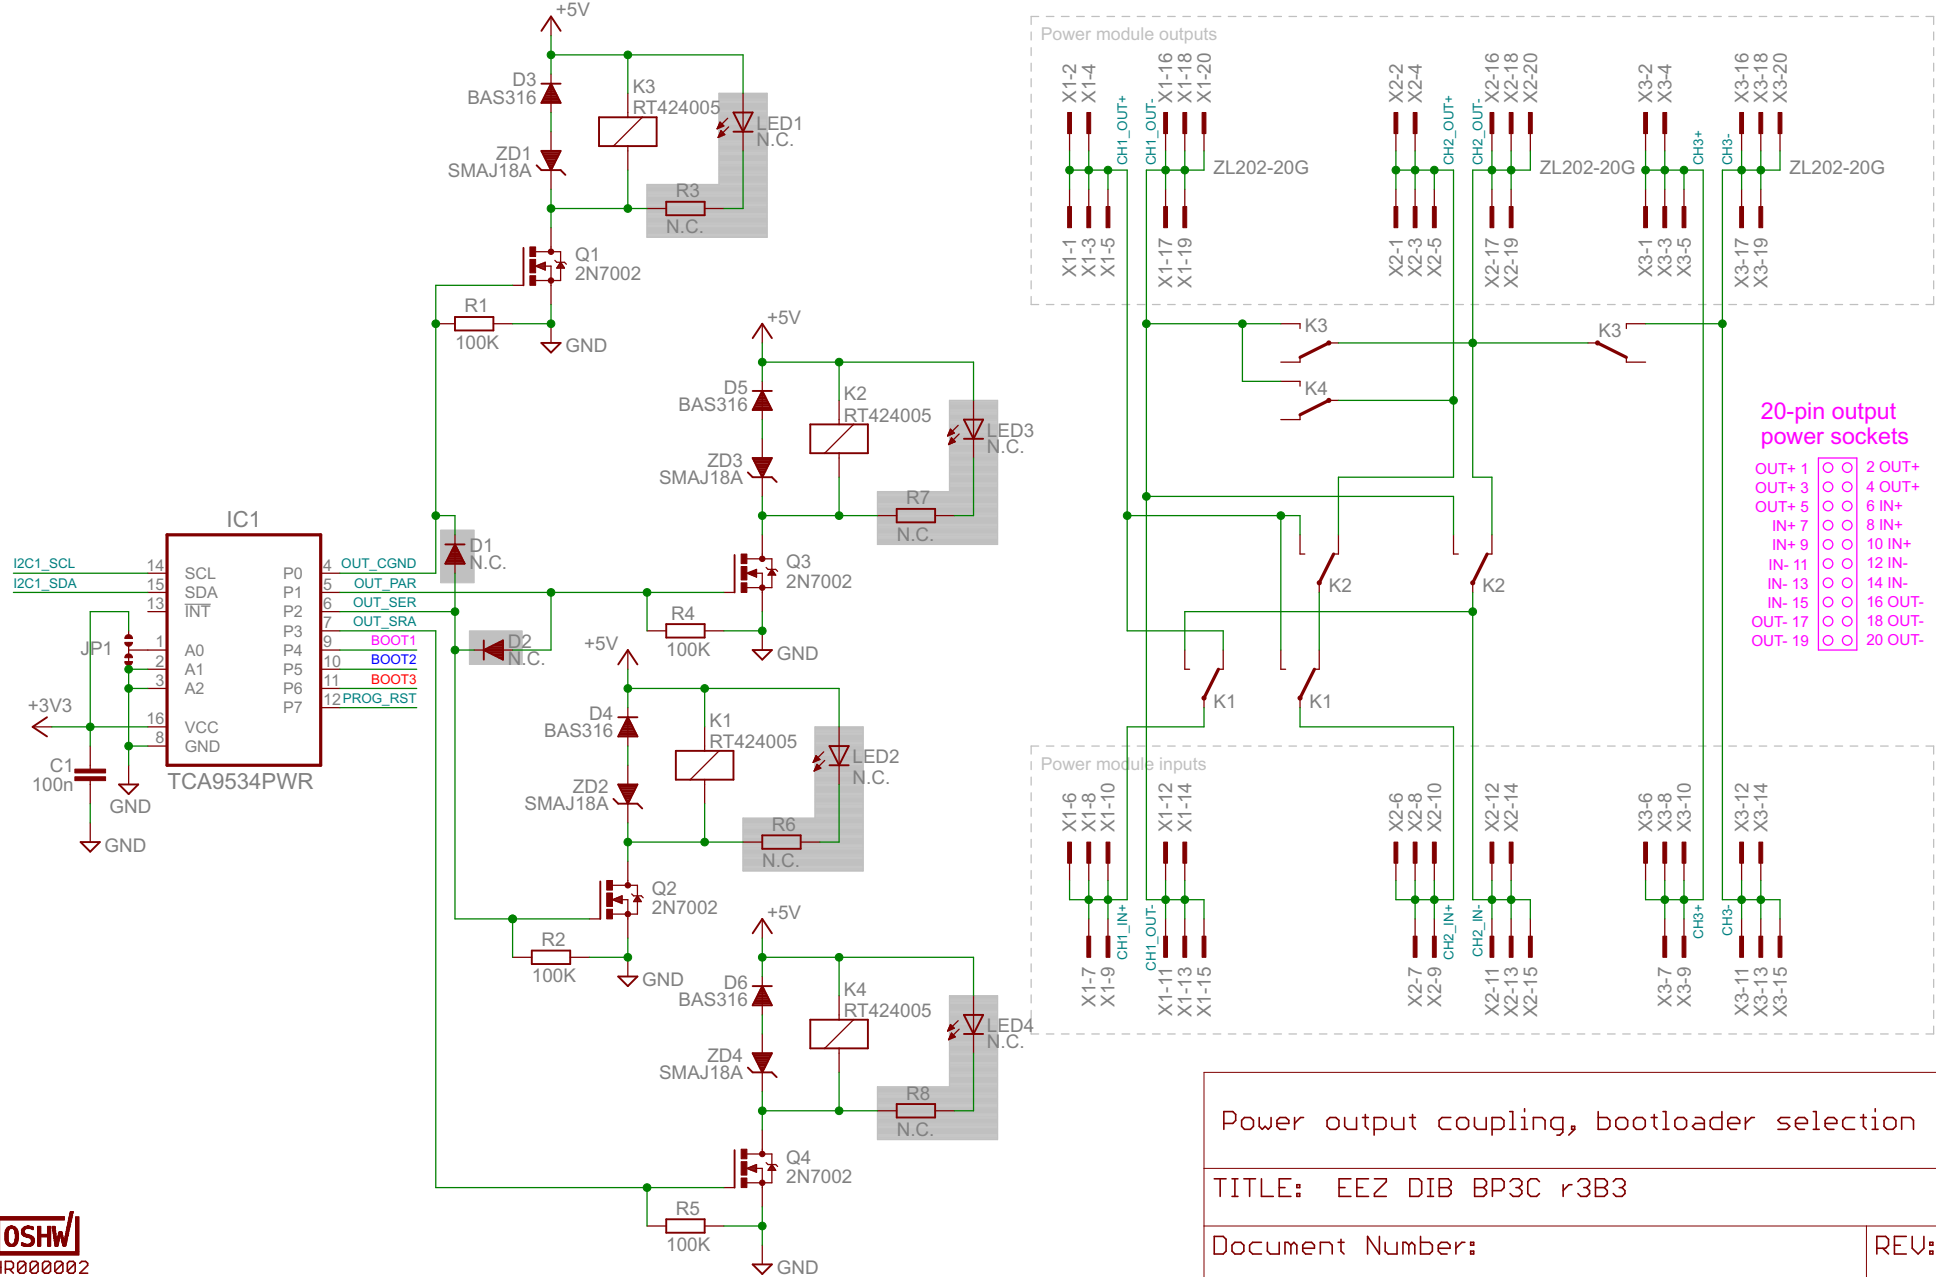 +5V
D3
BAS316
K3
RT424005
LED1
N.C.
ZD1
SMAJ18A
R3
N.C.
Q1
2N7002
R1
100K
GND
+5V
D5
BAS316
K2
RT424005
LED3
N.C.
ZD3
SMAJ18A
R7
N.C.
Q3
2N7002
R4
100K
GND
IC1
I2C1_SCL
I2C1_SDA
14
15
13
1
2
3
16
8
SCL
SDA
INT
A0
A1
A2
VCC
GND
P0
P1
P2
P3
P4
P5
P6
P7
4
5
6
7
9
10
11
12
OUT_CGND
OUT_PAR
OUT_SER
OUT_SRA
BOOT1
BOOT2
BOOT3
PROG_RST
TCA9534PWR
JP1
+3V3
C1
100n
GND
GND
D1
N.C.
D2
N.C.
+5V
D4
BAS316
K1
RT424005
LED2
N.C.
ZD2
SMAJ18A
R6
N.C.
Q2
2N7002
R2
100K
GND
+5V
D6
BAS316
K4
RT424005
LED4
N.C.
ZD4
SMAJ18A
R8
N.C.
Q4
2N7002
R5
100K
GND
Power module outputs
X1-2
X1-4
CH1_OUT+
CH1_OUT-
X1-16
X1-18
X1-20
ZL202-20G
X1-1
X1-3
X1-5
X1-17
X1-19
X2-2
X2-4
CH2_OUT+
CH2_OUT-
X2-16
X2-18
X2-20
ZL202-20G
X2-1
X2-3
X2-5
X2-17
X2-19
X3-2
X3-4
CH3+
CH3-
X3-16
X3-18
X3-20
ZL202-20G
X3-1
X3-3
X3-5
X3-17
X3-19
K3
K3
K4
K2
K2
K1
K1
20-pin output
power sockets
OUT+ 1 2 OUT+
OUT+ 3 4 OUT+
OUT+ 5 6 IN+
IN+ 7 8 IN+
IN+ 9 10 IN+
IN- 11 12 IN-
IN- 13 14 IN-
IN- 15 16 OUT-
OUT- 17 18 OUT-
OUT- 19 20 OUT-
Power module inputs
X1-6
X1-8
X1-10
X1-12
X1-14
X1-7
X1-9
CH1_IN+
CH1_OUT-
X1-11
X1-13
X1-15
X2-6
X2-8
X2-10
X2-12
X2-14
X2-7
X2-9
CH2_IN+
CH2_IN-
X2-11
X2-13
X2-15
X3-6
X3-8
X3-10
X3-12
X3-14
X3-7
X3-9
CH3+
CH3-
X3-11
X3-13
X3-15
Power output coupling, bootloader selection
TITLE: EEZ DIB BP3C r3B3
Document Number:
REV:
OSHW
HR000002